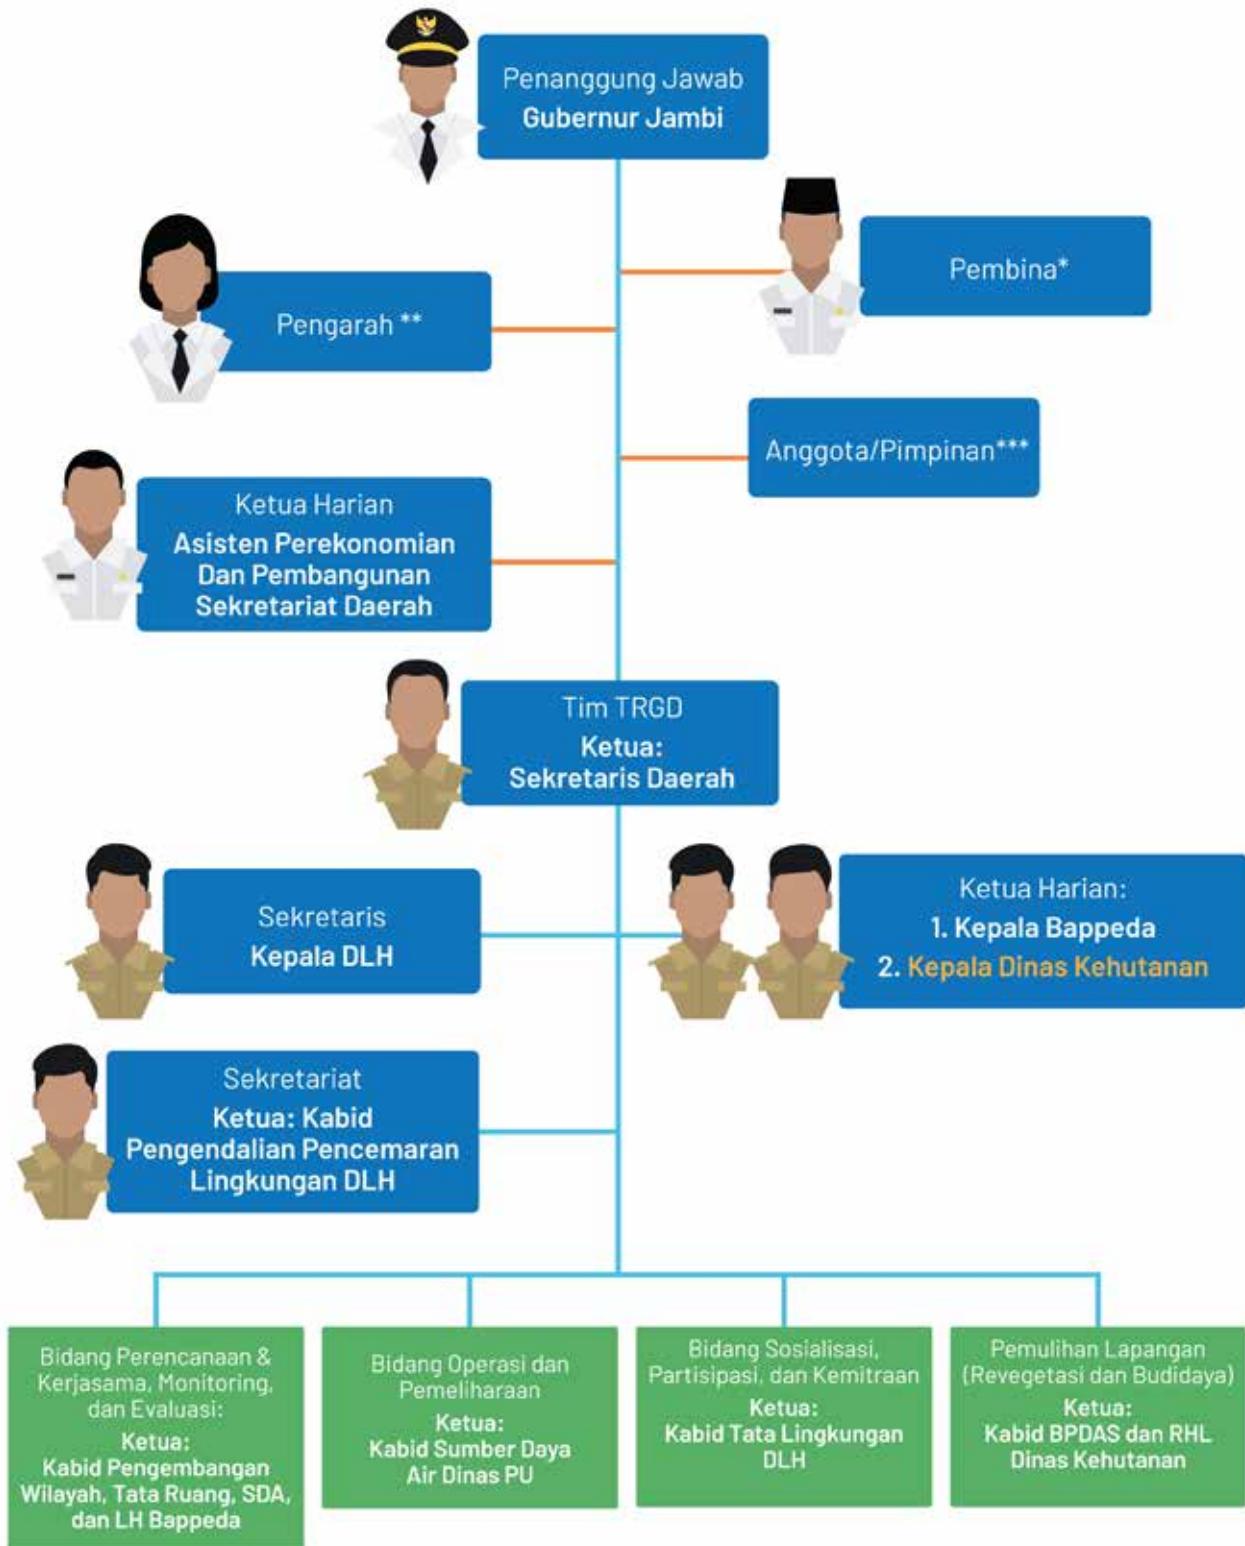 Penanggung Jawab
Gubernur Jambi
Pembina*
Pengarah **
Anggota/Pimpinan***
Ketua Harian
Asisten Perekonomian
Dan Pembangunan
Sekretariat Daerah
Tim TRGD
Ketua:
Sekretaris Daerah
Sekretaris
Kepala DLH
Ketua Harian:
1. Kepala Bappeda
2. Kepala Dinas Kehutanan
Sekretariat
Ketua: Kabid
Pengendalian Pencemaran
Lingkungan DLH
Bidang Perencanaan &
Kerjasama, Monitoring,
dan Evaluasi:
Ketua:
Kabid Pengembangan
Wilayah, Tata Ruang, SDA,
dan LH Bappeda
Bidang Operasi dan
Pemeliharaan
Ketua:
Kabid Sumber Daya
Air Dinas PU
Bidang Sosialisasi,
Partisipasi, dan Kemitraan
Ketua:
Kabid Tata Lingkungan
DLH
Pemulihan Lapangan
(Revegetasi dan Budidaya)
Ketua:
Kabid BPDAS dan RHL
Dinas Kehutanan